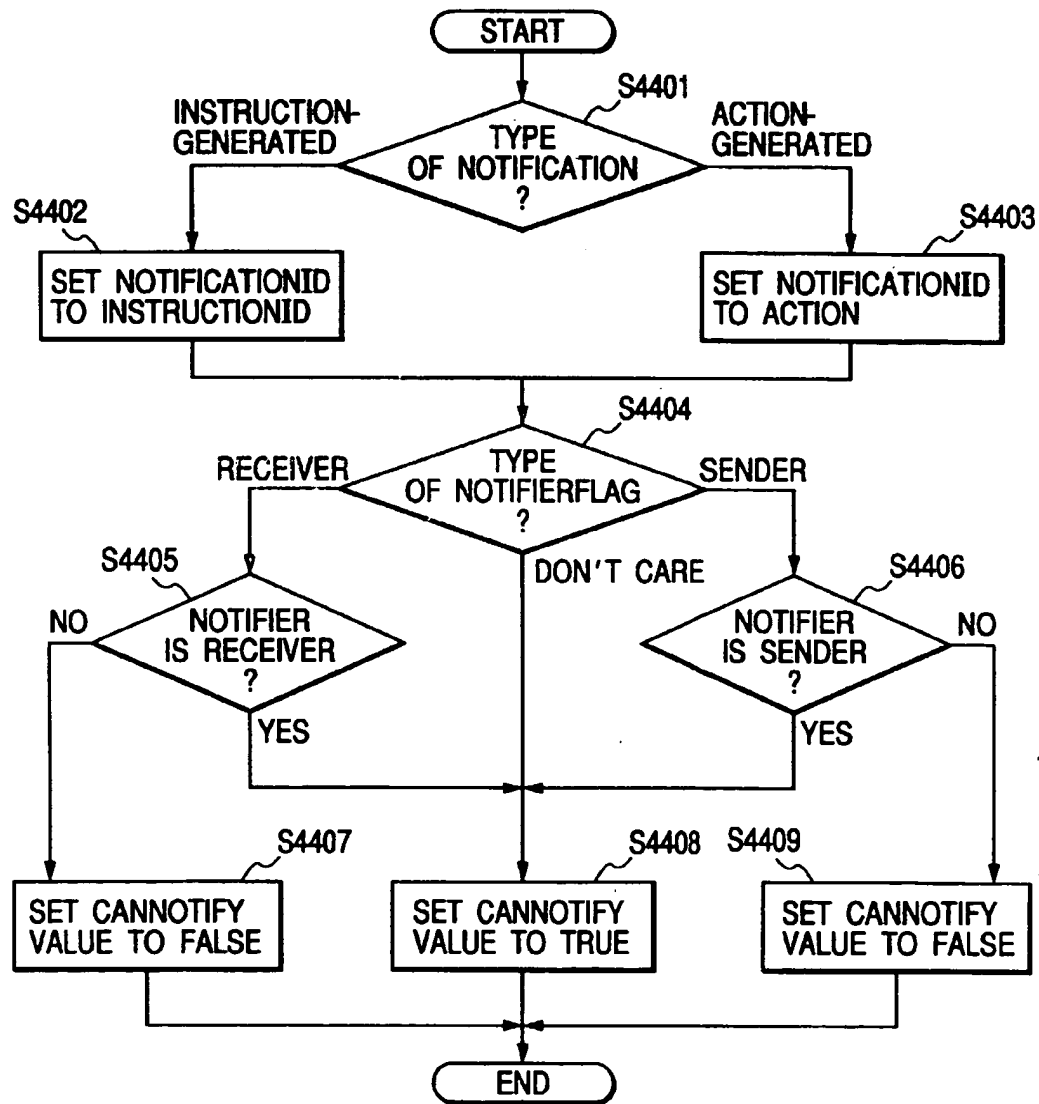 START
S4401
INSTRUCTION-
GENERATED
TYPE
OF NOTIFICATION
?
ACTION-
GENERATED
S4402
SET NOTIFICATIONID
TO INSTRUCTIONID
S4403
SET NOTIFICATIONID
TO ACTION
S4404
RECEIVER
TYPE
OF NOTIFIERFLAG
?
SENDER
DON'T CARE
S4405
NO
NOTIFIER
IS RECEIVER
?
YES
S4406
NOTIFIER
IS SENDER
?
NO
YES
S4407
SET CANNOTIFY
VALUE TO FALSE
S4408
SET CANNOTIFY
VALUE TO TRUE
S4409
SET CANNOTIFY
VALUE TO FALSE
END